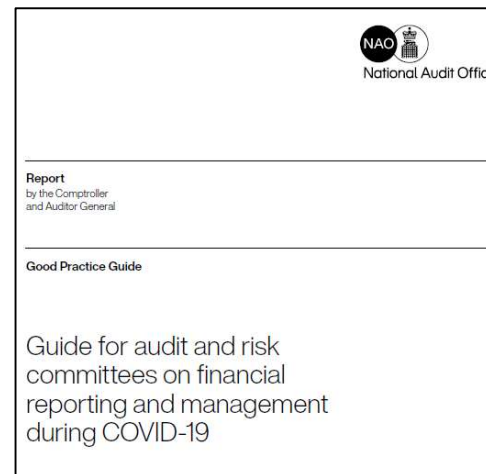 NAO
National Audit Offic
Report
by the Comptroller
and Auditor General
Good Practice Guide
Guide for audit and risk
committees on financial
reporting and management
during COVID-19